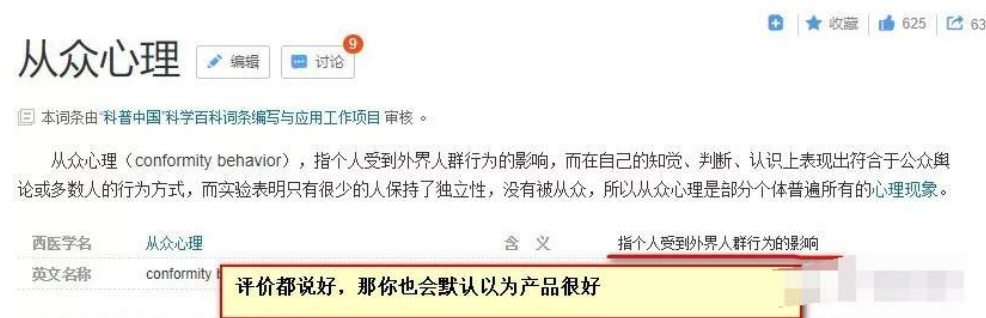 收藏 625 63
从众心理 编辑 讨论 9
本词条由“科普中国”科学百科词条编写与应用工作项目 审核 。
从众心理（conformity behavior），指个人受到外界人群行为的影响，而在自己的知觉、判断、认识上表现出符合于公众舆
论或多数人的行为方式，而实验表明只有很少的人保持了独立性，没有被从众，所以从众心理是部分个体普遍所有的心理现象。
西医学名 从众心理 含 义 指个人受到外界人群行为的影响
英文名称 conformity
评价都说好，那你也会默认以为产品很好